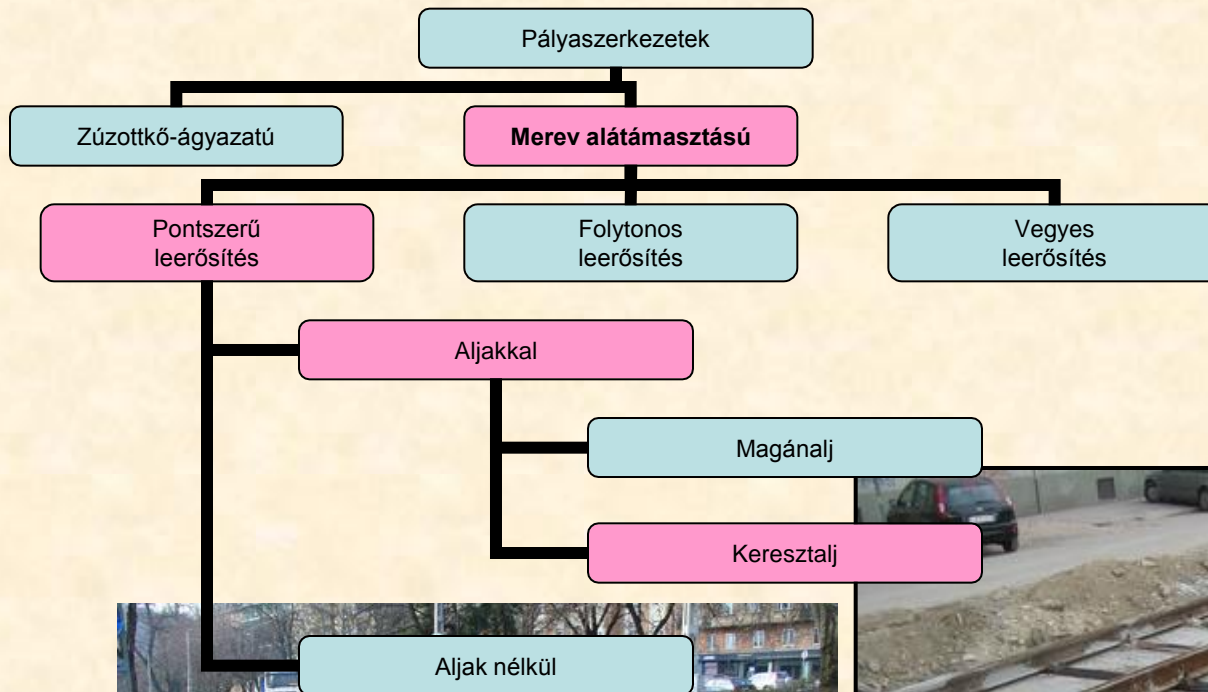 Pályaszerkezetek
Zúzottkő-ágyazatú
Merev alátámasztású
Pontszerű
leerősítés
Folytonos
leerősítés
Vegyes
leerősítés
Aljakkal
Magánalj
Keresztalj
Aljak nélkül